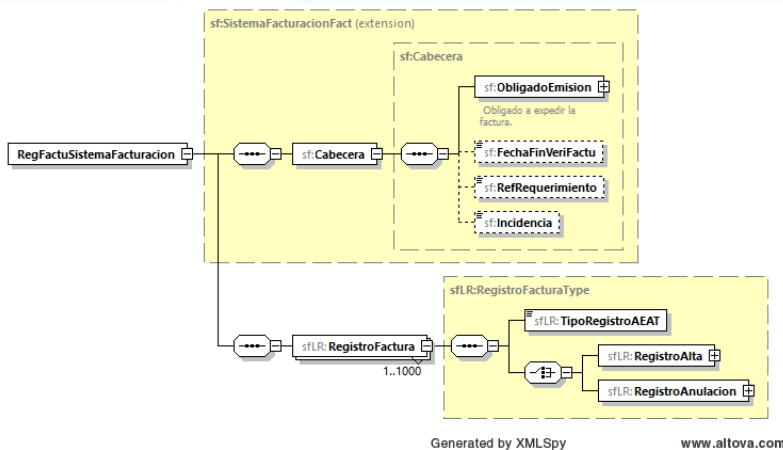 sf:SistemaFacturacionFact (extension)
sf:Cabecera
sf:ObligadoEmision
Obligado a expedir la
factura.
RegFactuSistemaFacturacion
sf:Cabecera
sf:FechaFinVeriFactu
sf:RefRequerimiento
sf:Incidencia
sfLR:RegistroFacturaType
sfLR:TipoRegistroAEAT
sfLR:RegistroFactura
1..1000
sfLR:RegistroAlta
sfLR:RegistroAnulacion
Generated by XMLSpy
www.altova.com